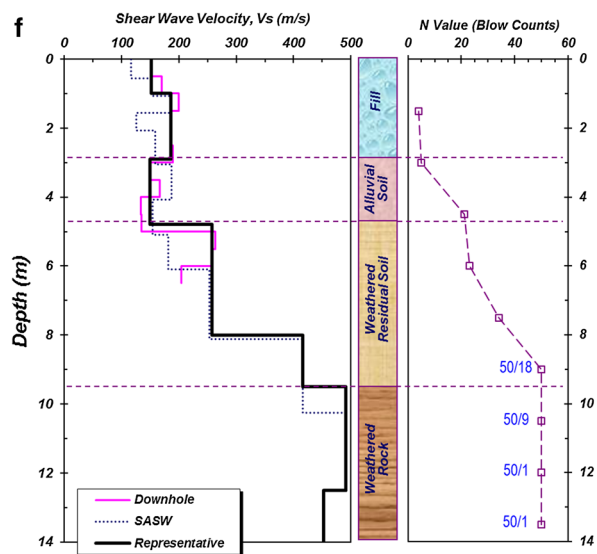 f
Shear Wave Velocity, Vs (m/s)
0 100 200 300 400 500
N Value (Blow Counts)
0 20 40 60
Depth (m)
0
2
4
6
8
10
12
14
Fill
Alluvial
Soil
Weathered
Residual Soil
Weathered
Rock
50/18
50/9
50/1
50/1
0
2
4
6
8
10
12
14
Downhole
SASW
Representative